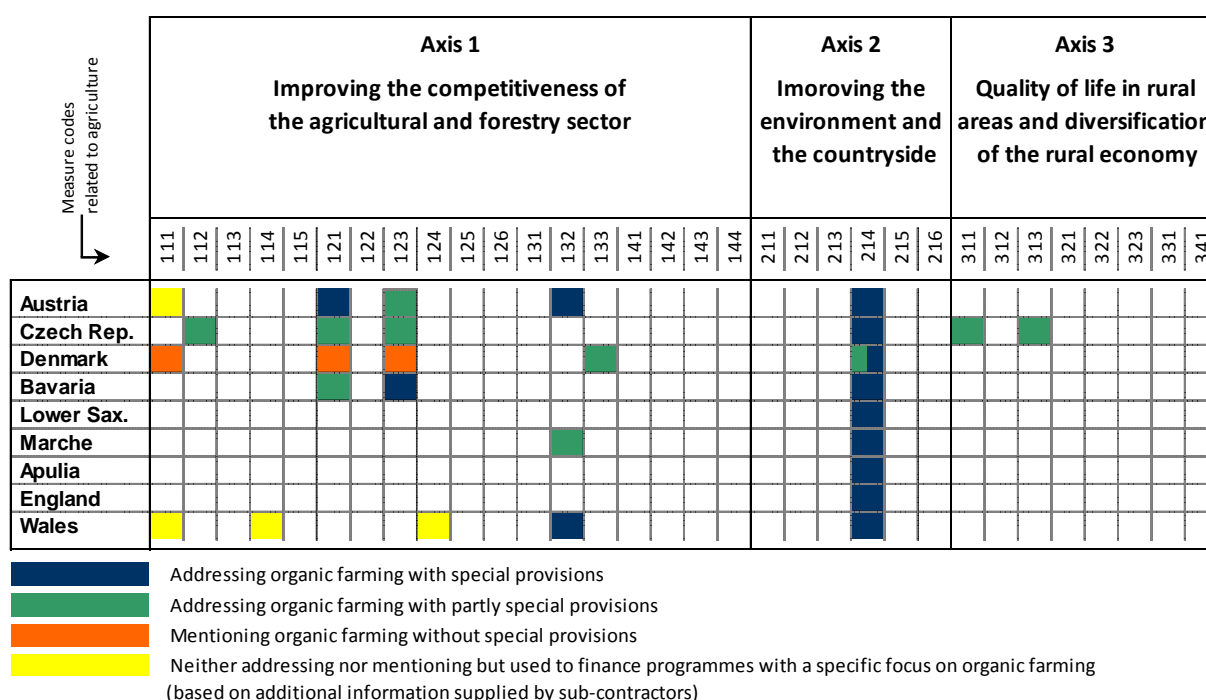 Measure codes
related to agriculture
Axis 1
Improving the competitiveness of
the agricultural and forestry sector
Axis 2
Imoroving the
environment and
the countryside
Axis 3
Quality of life in rural
areas and diversification
of the rural economy
111 112 113 114 115 121 122 123 124 125 126 131 132 133 141 142 143 144 211 212 213 214 215 216 311 312 313 321 322 323 331 341
Austria
Czech Rep.
Denmark
Bavaria
Lower Sax.
Marche
Apulia
England
Wales
Addressing organic farming with special provisions
Addressing organic farming with partly special provisions
Mentioning organic farming without special provisions
Neither addressing nor mentioning but used to finance programmes with a specific focus on organic farming
(based on additional information supplied by sub-contractors)